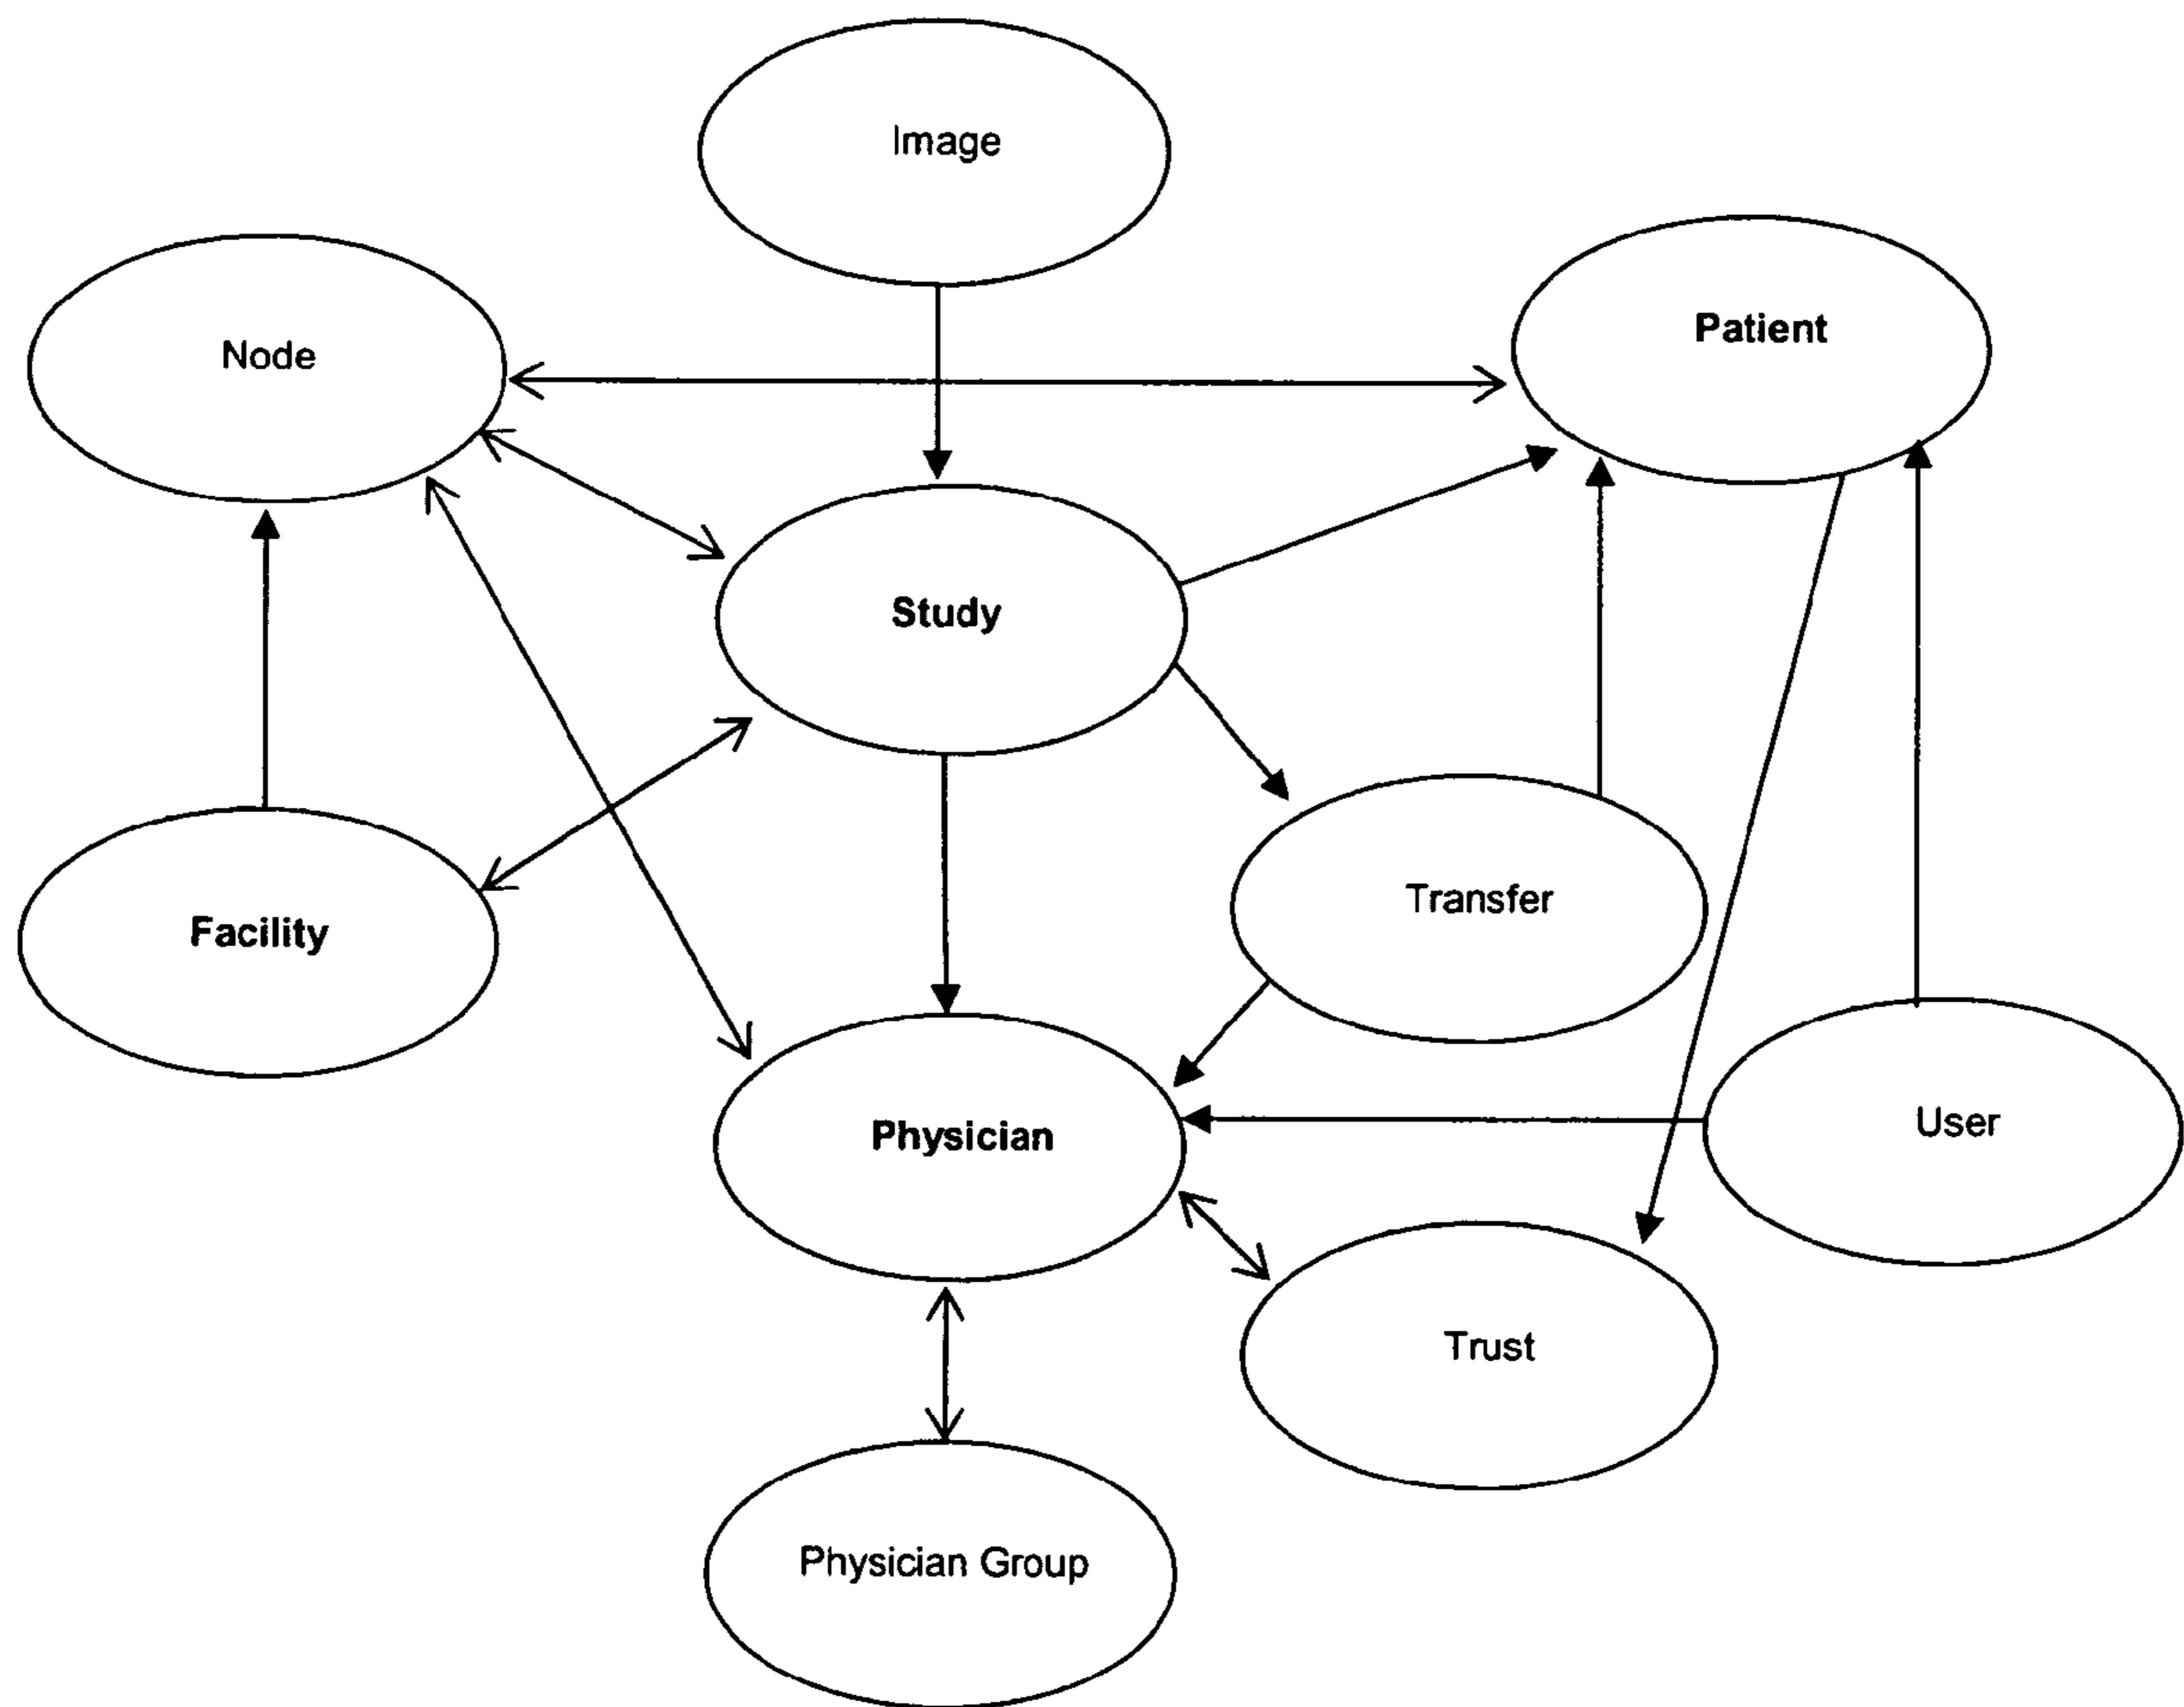 Image
Node
Patient
Study
Transfer
Facility
Physician
User
Trust
Physician Group